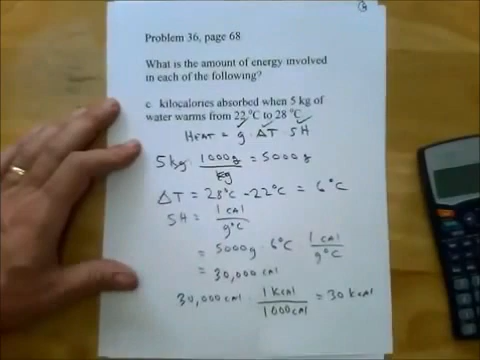 Problem 36, page 68
What is the amount of energy involved
in each of the following?
c kilocalories absorbed when 5 kg of
water warms from 22 °C to 28 °C
HEAT = g · ΔT · SH
5 kg · 1000 g / kg = 5000 g
ΔT = 28°C - 22°C = 6°C
SH = 1 CAL / g°C
= 5000g · 6°C 1 CAL / g°C
= 30,000 CAL
30,000 CAL 1 KCAL / 1000 CAL = 30 KCAL